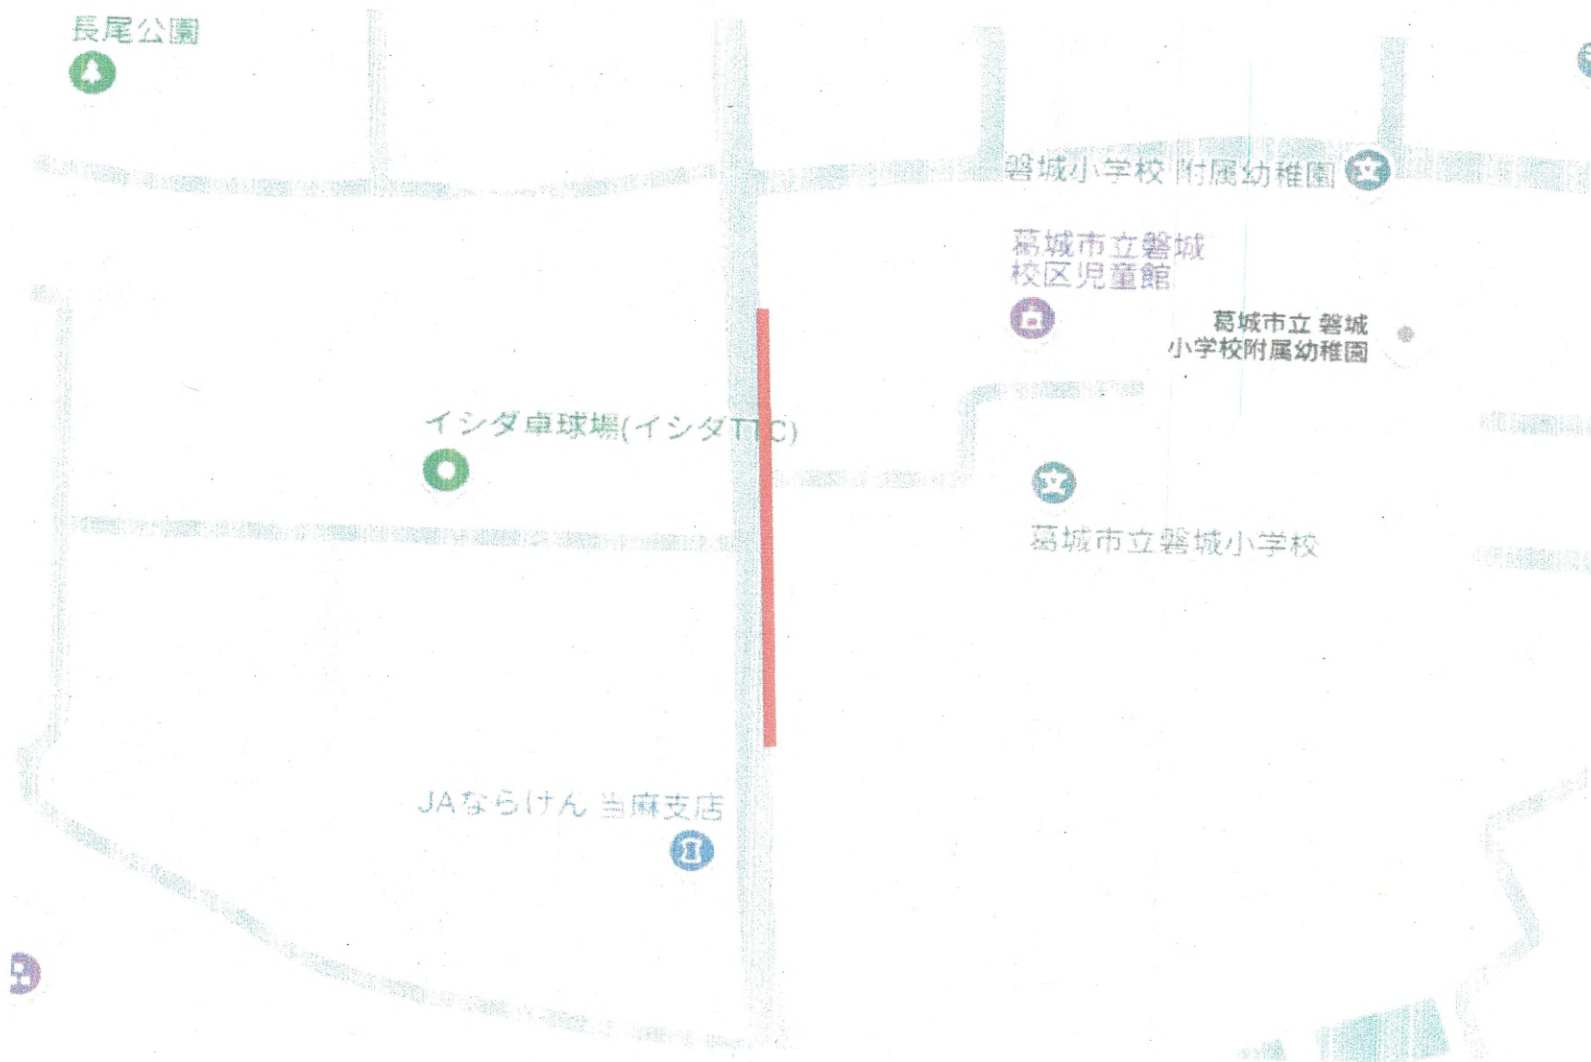 長尾公園
磐城小学校 附属幼稚園
文
葛城市立磐城
校区児童館
葛城市立 磐城
小学校附属幼稚園
イシダ卓球場(イシダTTC)
文
葛城市立磐城小学校
JAならけん 当麻支店